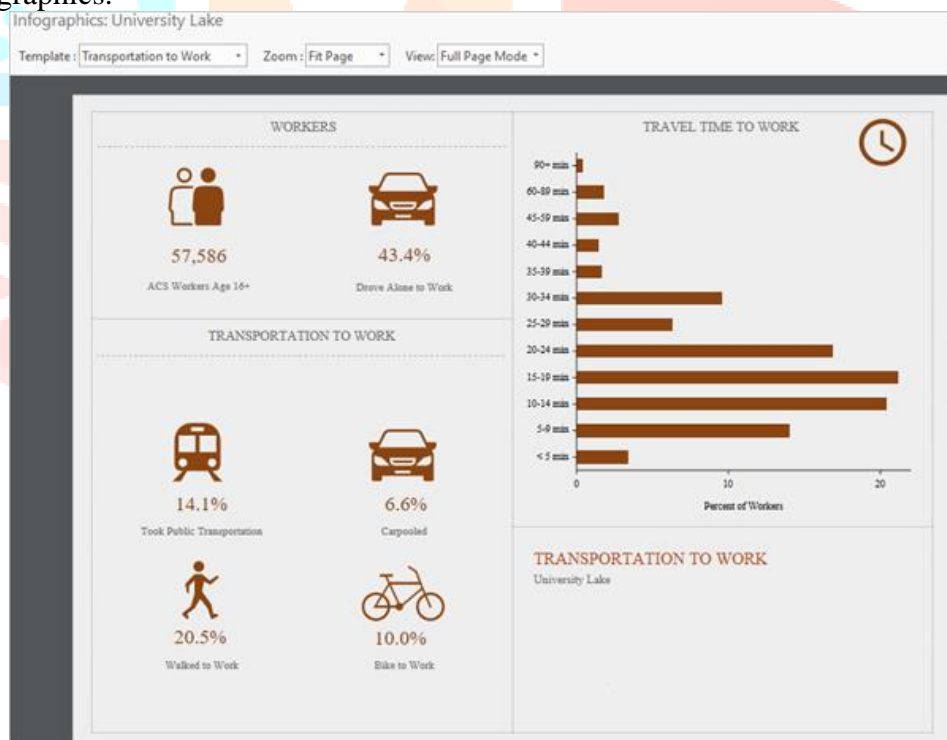 graphics.
Infographics: University Lake
Template : Transportation to Work Zoom : Fit Page View: Full Page Mode
WORKERS
57,586
ACS Workers Age 16+
43.4%
Drove Alone to Work
TRANSPORTATION TO WORK
14.1%
Took Public Transportation
6.6%
Carpooled
20.5%
Walked to Work
10.0%
Bike to Work
TRAVEL TIME TO WORK
90+ min
60-89 min
45-59 min
40-44 min
35-39 min
30-34 min
25-29 min
20-24 min
15-19 min
10-14 min
5-9 min
< 5 min
0 10 20
Percent of Workers
TRANSPORTATION TO WORK
University Lake